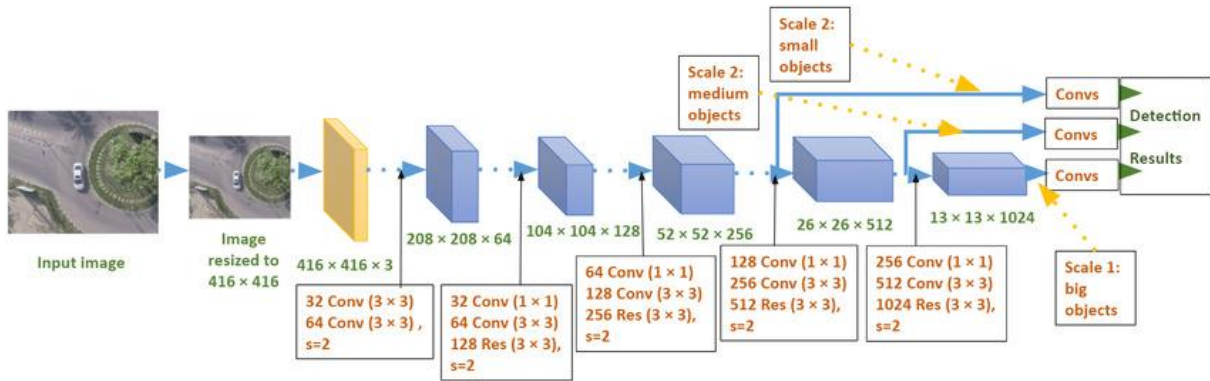 Scale 2:
small
objects
Scale 2:
medium
objects
Convs
Convs
Convs
Detection
Results
Input image
Image
resized to
416 × 416
416 × 416 × 3
208 × 208 × 64
104 × 104 × 128
52 × 52 × 256
26 × 26 × 512
13 × 13 × 1024
32 Conv (3 × 3)
64 Conv (3 × 3) ,
s=2
32 Conv (1 × 1)
64 Conv (3 × 3)
128 Res (3 × 3),
s=2
64 Conv (1 × 1)
128 Conv (3 × 3)
256 Res (3 × 3),
s=2
128 Conv (1 × 1)
256 Conv (3 × 3)
512 Res (3 × 3),
s=2
256 Conv (1 × 1)
512 Conv (3 × 3)
1024 Res (3 × 3),
s=2
Scale 1:
big
objects